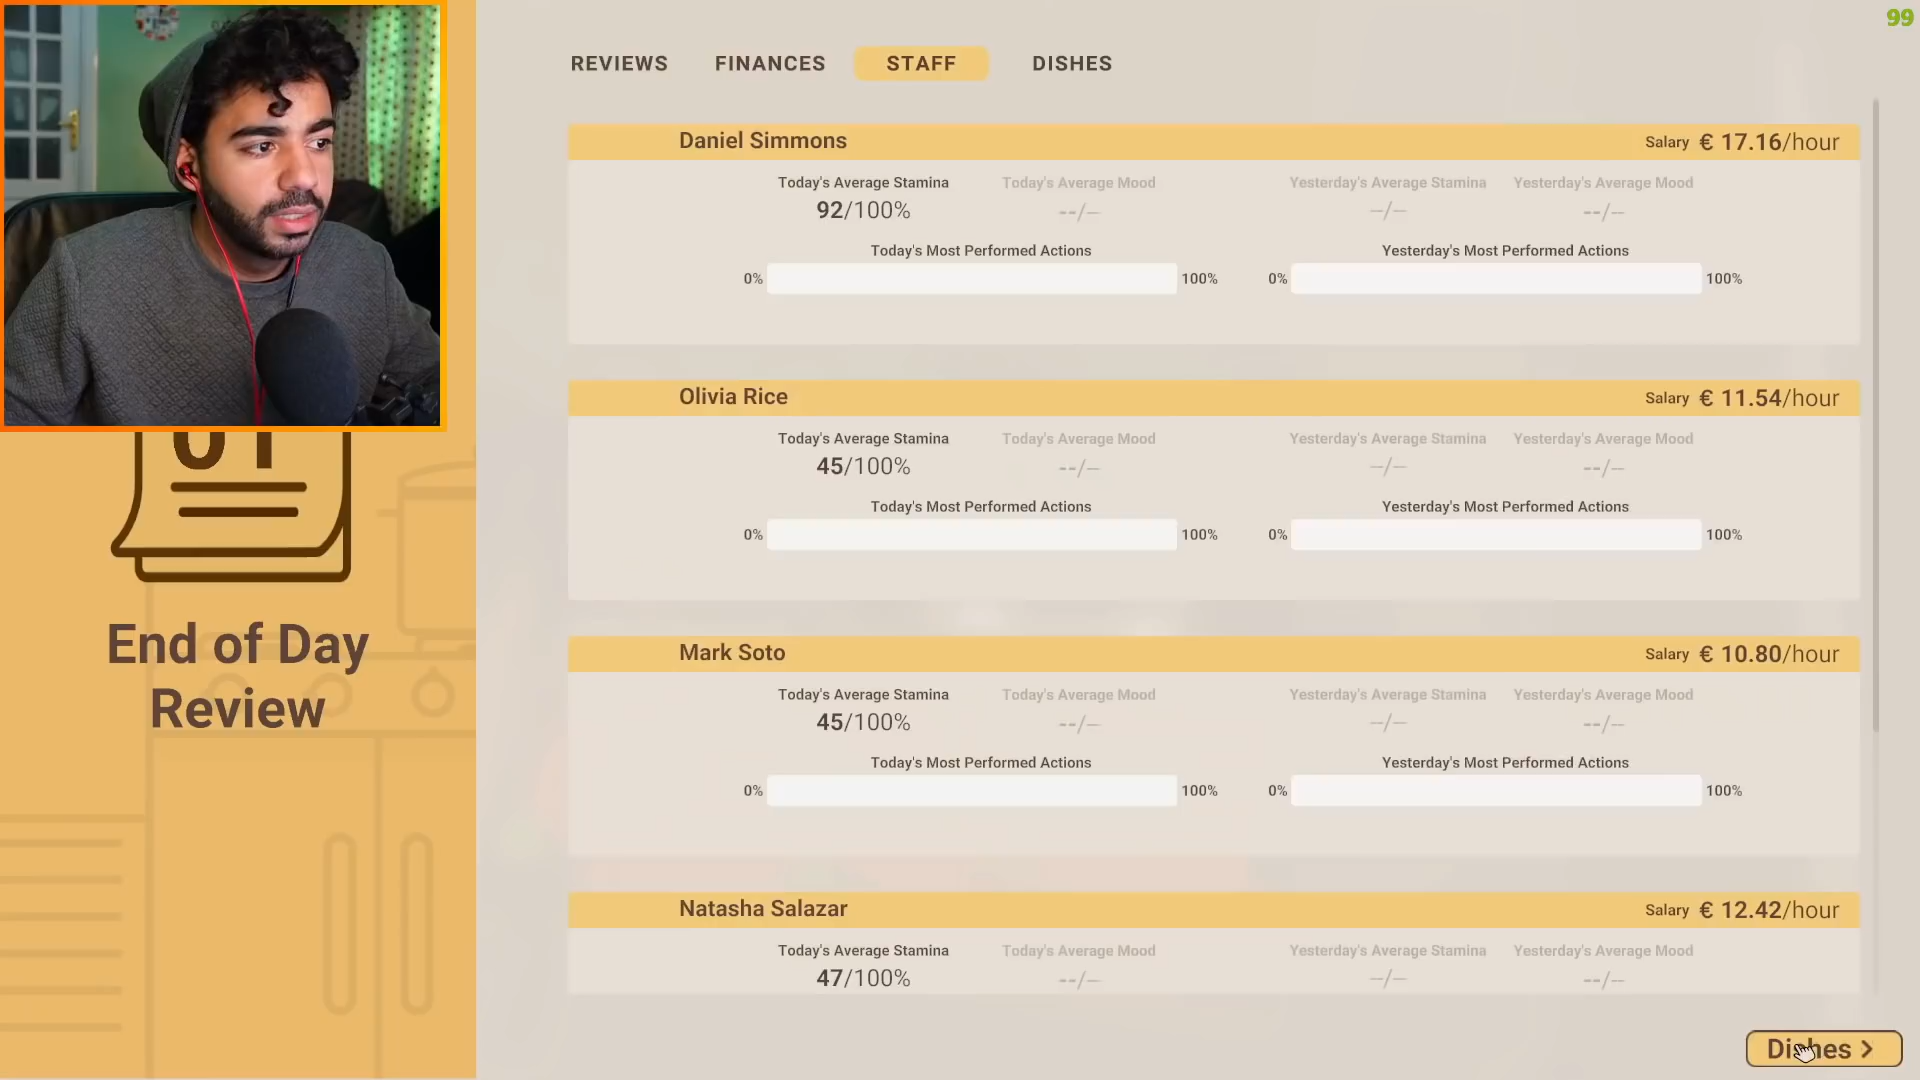 99
REVIEWS FINANCES STAFF DISHES
Daniel Simmons Salary € 17.16/hour
Today's Average Stamina Today's Average Mood Yesterday's Average Stamina Yesterday's Average Mood
92/100% --/-- --/-- --/--
Today's Most Performed Actions Yesterday's Most Performed Actions
0% 100% 0% 100%
Olivia Rice Salary € 11.54/hour
Today's Average Stamina Today's Average Mood Yesterday's Average Stamina Yesterday's Average Mood
45/100% --/-- --/-- --/--
Today's Most Performed Actions Yesterday's Most Performed Actions
0% 100% 0% 100%
01
End of Day
Review
Mark Soto Salary € 10.80/hour
Today's Average Stamina Today's Average Mood Yesterday's Average Stamina Yesterday's Average Mood
45/100% --/-- --/-- --/--
Today's Most Performed Actions Yesterday's Most Performed Actions
0% 100% 0% 100%
Natasha Salazar Salary € 12.42/hour
Today's Average Stamina Today's Average Mood Yesterday's Average Stamina Yesterday's Average Mood
47/100% --/-- --/-- --/--
Dishes >